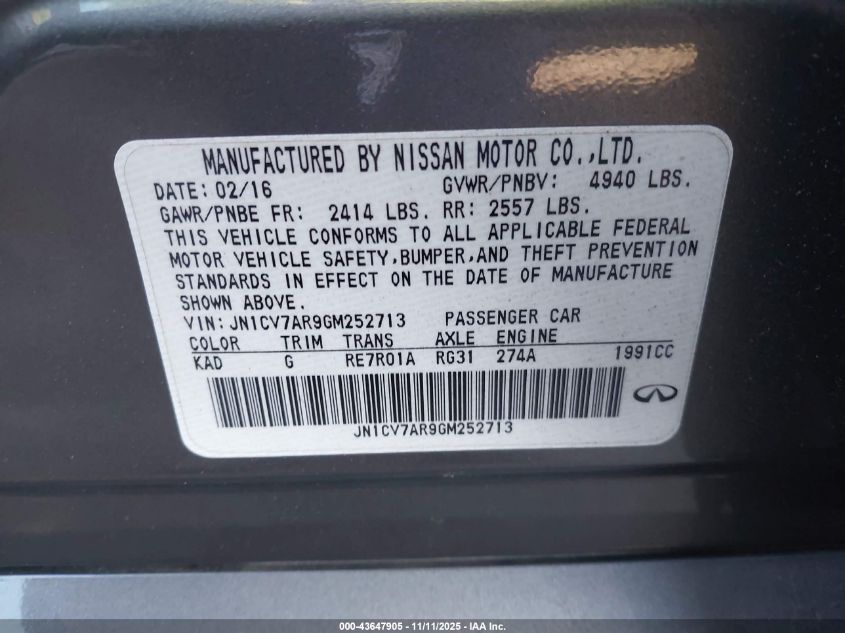 MANUFACTURED BY NISSAN MOTOR CO.,LTD.
DATE: 02/16 GVWR/PNBV: 4940 LBS.
GAWR/PNBE FR: 2414 LBS. RR: 2557 LBS.
THIS VEHICLE CONFORMS TO ALL APPLICABLE FEDERAL
MOTOR VEHICLE SAFETY,BUMPER,AND THEFT PREVENTION
STANDARDS IN EFFECT ON THE DATE OF MANUFACTURE
SHOWN ABOVE.
VIN: JN1CV7AR9GM252713 PASSENGER CAR
COLOR TRIM TRANS AXLE ENGINE
KAD G RE7R01A RG31 274A 1991CC
JN1CV7AR9GM252713
000-43647905 - 11/11/2025 - IAA Inc.